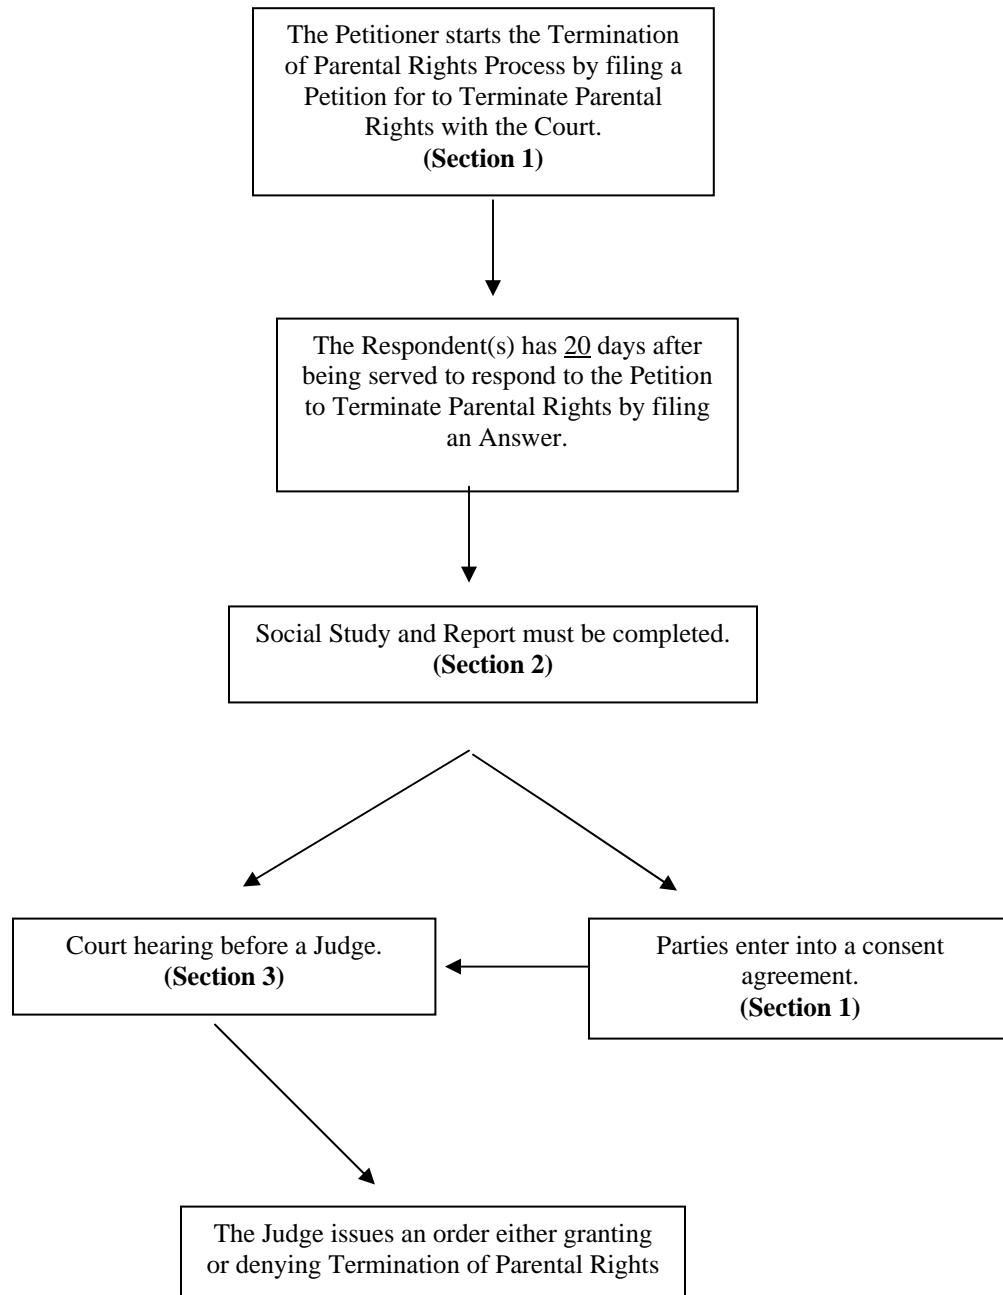 The Petitioner starts the Termination
of Parental Rights Process by filing a
Petition for to Terminate Parental
Rights with the Court.
(Section 1)
The Respondent(s) has 20 days after
being served to respond to the Petition
to Terminate Parental Rights by filing
an Answer.
Social Study and Report must be completed.
(Section 2)
Court hearing before a Judge.
(Section 3)
Parties enter into a consent
agreement.
(Section 1)
The Judge issues an order either granting
or denying Termination of Parental Rights